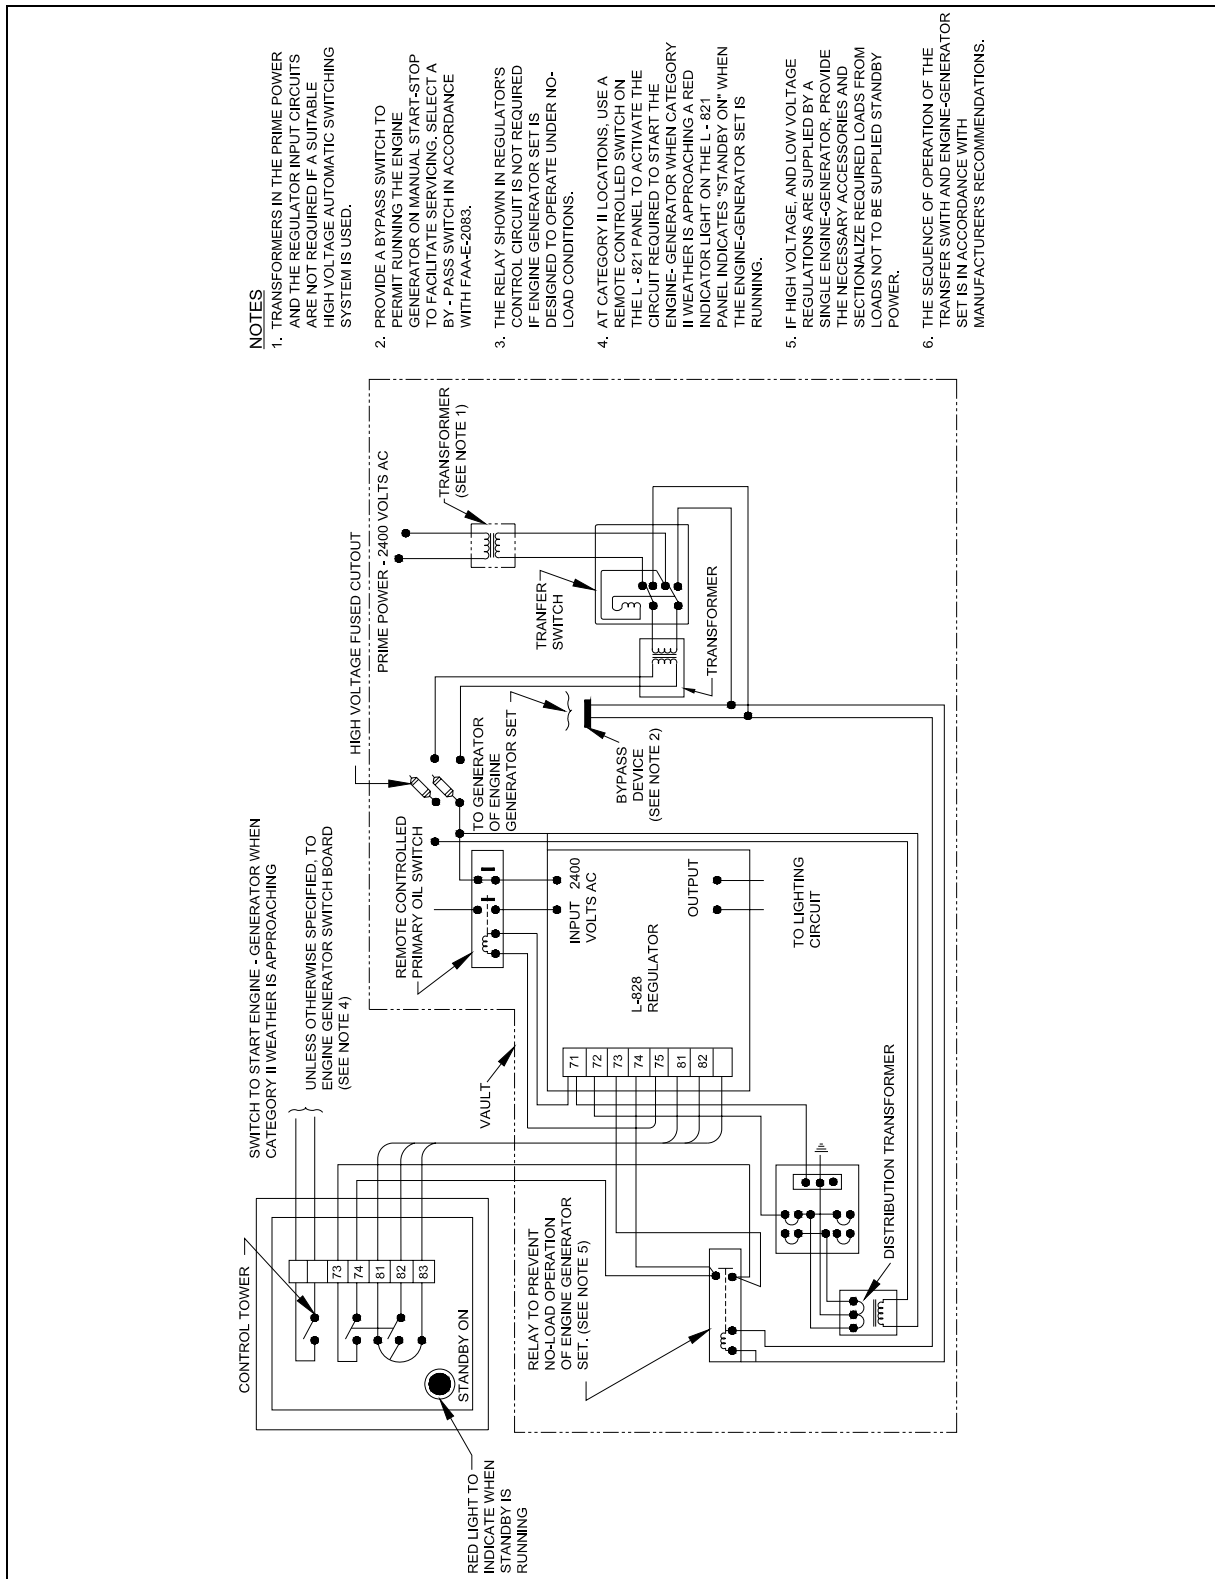 NOTES
1. TRANSFORMERS IN THE PRIME POWER
AND THE REGULATOR INPUT CIRCUITS
ARE NOT REQUIRED IF A SUITABLE
HIGH VOLTAGE AUTOMATIC SWITCHING
SYSTEM IS USED.
2. PROVIDE A BYPASS SWITCH TO
PERMIT RUNNING THE ENGINE
GENERATOR ON MANUAL START-STOP
TO FACILITATE SERVICING. SELECT A
BY - PASS SWITCH IN ACCORDANCE
WITH FAA-E-2083.
3. THE RELAY SHOWN IN REGULATOR'S
CONTROL CIRCUIT IS NOT REQUIRED
IF ENGINE GENERATOR SET IS
DESIGNED TO OPERATE UNDER NO-
LOAD CONDITIONS.
4. AT CATEGORY II LOCATIONS, USE A
REMOTE CONTROLLED SWITCH ON
THE L - 821 PANEL TO ACTIVATE THE
CIRCUIT REQUIRED TO START THE
ENGINE- GENERATOR WHEN CATEGORY
II WEATHER IS APPROACHING A RED
INDICATOR LIGHT ON THE L - 821
PANEL INDICATES "STANDBY ON" WHEN
THE ENGINE-GENERATOR SET IS
RUNNING.
5. IF HIGH VOLTAGE, AND LOW VOLTAGE
REGULATIONS ARE SUPPLIED BY A
SINGLE ENGINE-GENERATOR, PROVIDE
THE NECESSARY ACCESSORIES AND
SECTIONALIZE REQUIRED LOADS FROM
LOADS NOT TO BE SUPPLIED STANDBY
POWER.
6. THE SEQUENCE OF OPERATION OF THE
TRANSFER SWITH AND ENGINE-GENERATOR
SET IS IN ACCORDANCE WITH
MANUFACTURER'S RECOMMENDATIONS.
SWITCH TO START ENGINE - GENERATOR WHEN
CATEGORY II WEATHER IS APPROACHING
UNLESS OTHERWISE SPECIFIED, TO
ENGINE GENERATOR SWITCH BOARD
(SEE NOTE 4)
HIGH VOLTAGE FUSED CUTOUT
PRIME POWER - 2400 VOLTS AC
TRANSFORMER
(SEE NOTE 1)
CONTROL TOWER
73
74
81
82
83
STANDBY ON
RED LIGHT TO
INDICATE WHEN
STANDBY IS
RUNNING
VAULT
REMOTE CONTROLLED
PRIMARY OIL SWITCH
TO GENERATOR
OF ENGINE
GENERATOR SET
TRANFER
SWITCH
BYPASS
DEVICE
(SEE NOTE 2)
TRANSFORMER
71
72
73
74
75
81
82
INPUT 2400
VOLTS AC
L-828
REGULATOR
OUTPUT
TO LIGHTING
CIRCUIT
RELAY TO PREVENT
NO-LOAD OPERATION
OF ENGINE GENERATOR
SET. (SEE NOTE 5)
DISTRIBUTION TRANSFORMER